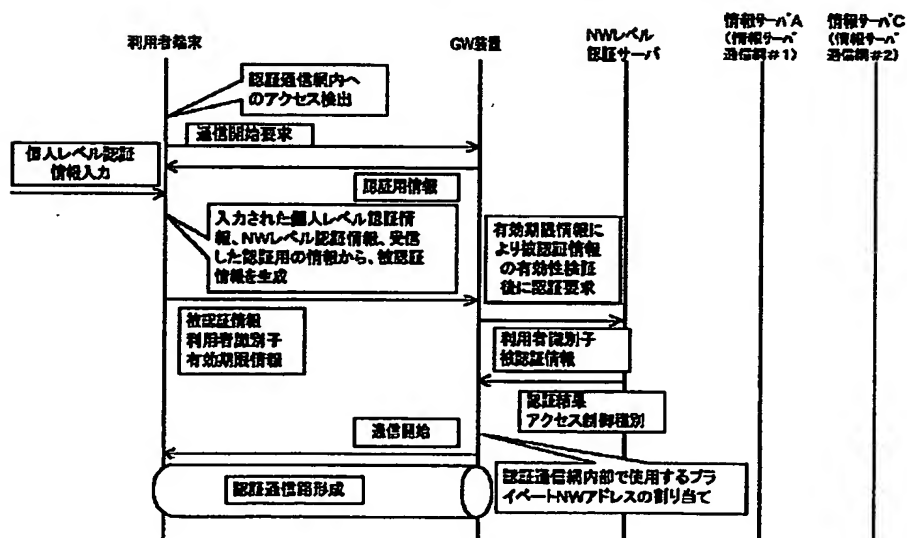 利用者端末
GW装置
NWレベル
認証サーバ
情報サーバA
(情報サーバ
通信網#1)
情報サーバC
(情報サーバ
通信網#2)
認証通信網内へ
のアクセス検出
通信開始要求
個人レベル認証
情報入力
認証用情報
入力された個人レベル認証情
報、NWレベル認証情報、受信
した認証用の情報から、被認証
情報を生成
有効期限情報に
より被認証情報
の有効性検証
後に認証要求
被認証情報
利用者識別子
有効期限情報
利用者識別子
被認証情報
認証結果
アクセス制御種別
通信開始
認証通信路形成
認証通信網内部で使用するプラ
イベートNWアドレスの割り当て